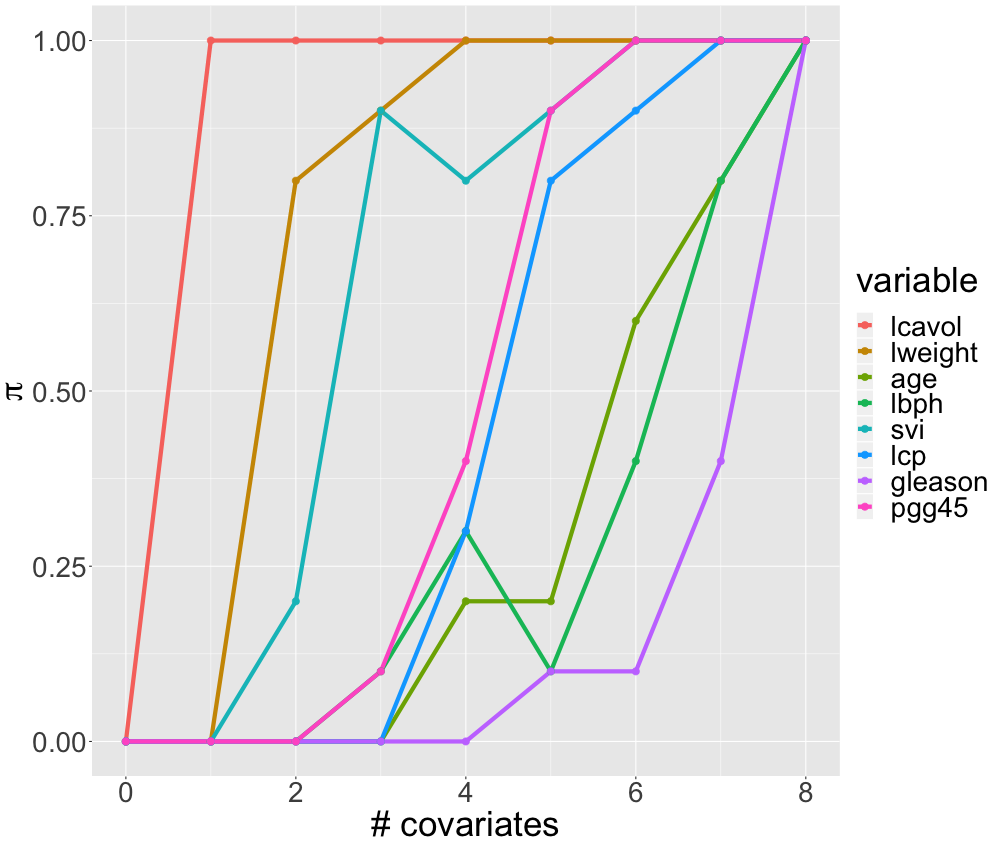 1.00
0.75
0.50
0.25
0.00
π
0
2
4
6
8
# covariates
variable
lcavol
lweight
age
lbph
svi
lcp
gleason
pgg45